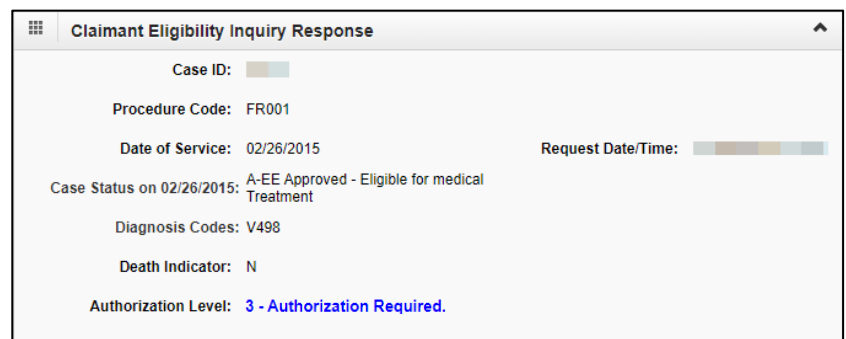 Claimant Eligibility Inquiry Response
Case ID:
Procedure Code: FR001
Date of Service: 02/26/2015 Request Date/Time:
Case Status on 02/26/2015: A-EE Approved - Eligible for medical
Treatment
Diagnosis Codes: V498
Death Indicator: N
Authorization Level: 3 - Authorization Required.